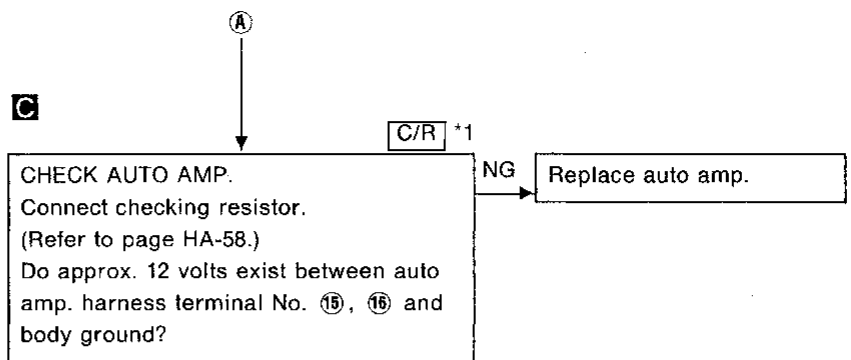 Ⓐ
C
C/R *1
CHECK AUTO AMP.
Connect checking resistor.
(Refer to page HA-58.)
Do approx. 12 volts exist between auto
amp. harness terminal No. ⑮, ⑯ and
body ground?
NG
Replace auto amp.